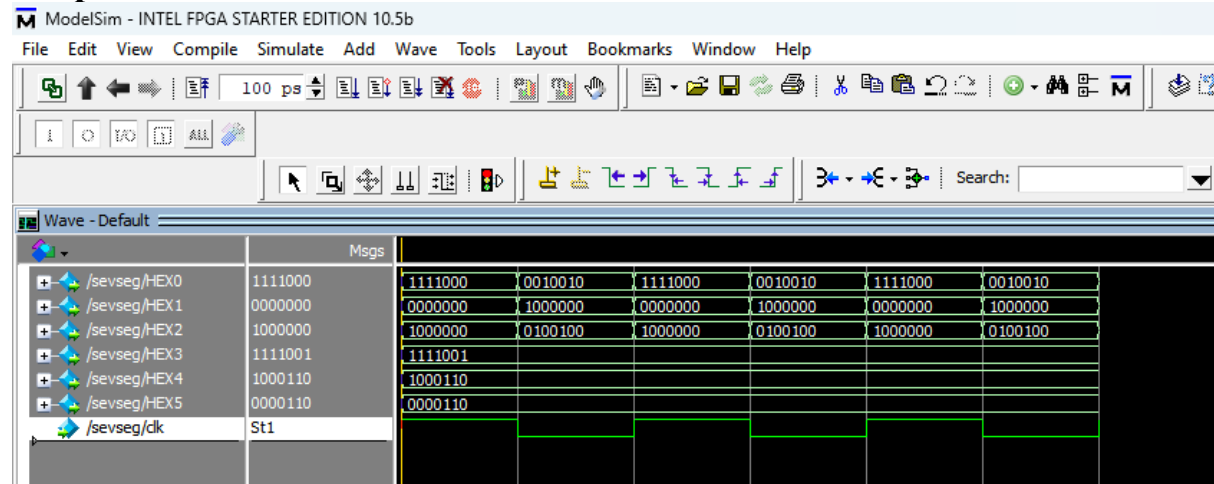 ModelSim - INTEL FPGA STARTER EDITION 10.5b
File Edit View Compile Simulate Add Wave Tools Layout Bookmarks Window Help
100 ps
I O I/O ALL
Search:
Wave - Default
Msgs
/sevseg/HEX0 1111000 1111000 0010010 1111000 0010010 1111000 0010010
/sevseg/HEX1 0000000 0000000 1000000 0000000 1000000 0000000 1000000
/sevseg/HEX2 1000000 1000000 0100100 1000000 0100100 1000000 0100100
/sevseg/HEX3 1111001 1111001
/sevseg/HEX4 1000110 1000110
/sevseg/HEX5 0000110 0000110
/sevseg/clk St1